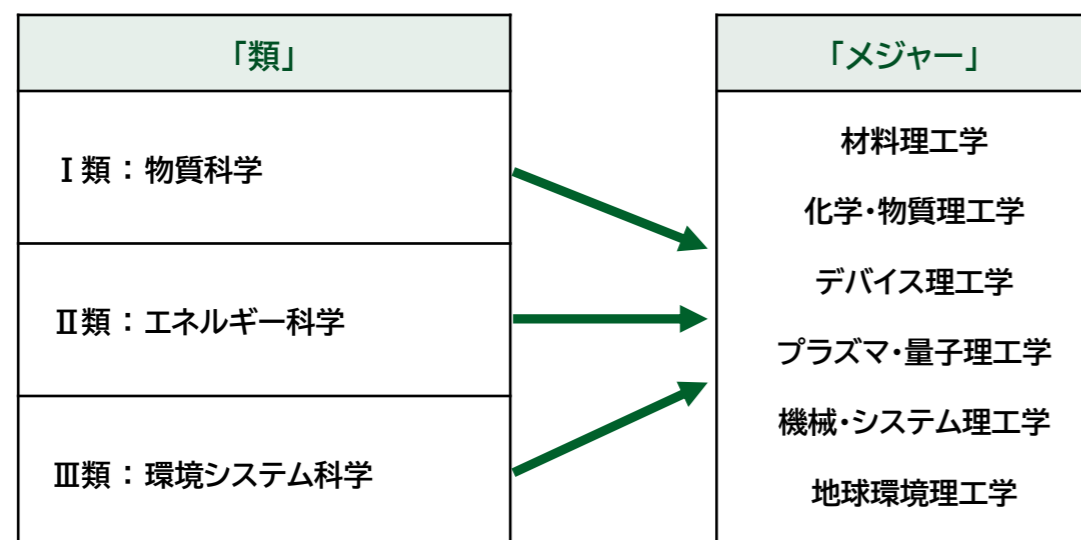 「類」
Ⅰ類：物質科学
Ⅱ類：エネルギー科学
Ⅲ類：環境システム科学
「メジャー」
材料理工学
化学・物質理工学
デバイス理工学
プラズマ・量子理工学
機械・システム理工学
地球環境理工学